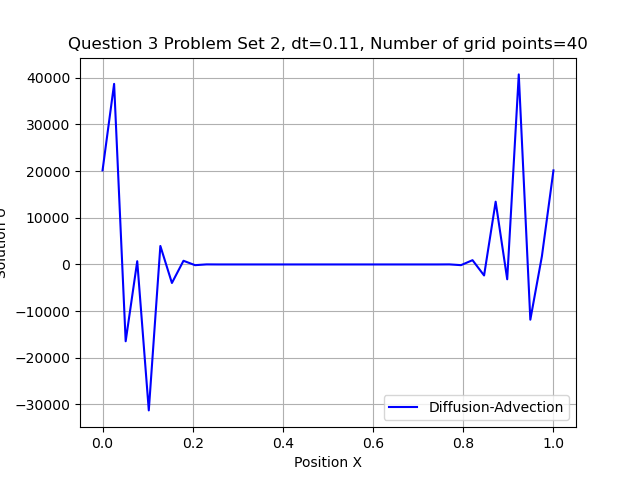 Question 3 Problem Set 2, dt=0.11, Number of grid points=40
40000
30000
20000
10000
0
−10000
−20000
−30000
Solution U
Diffusion-Advection
0.0 0.2 0.4 0.6 0.8 1.0
Position X